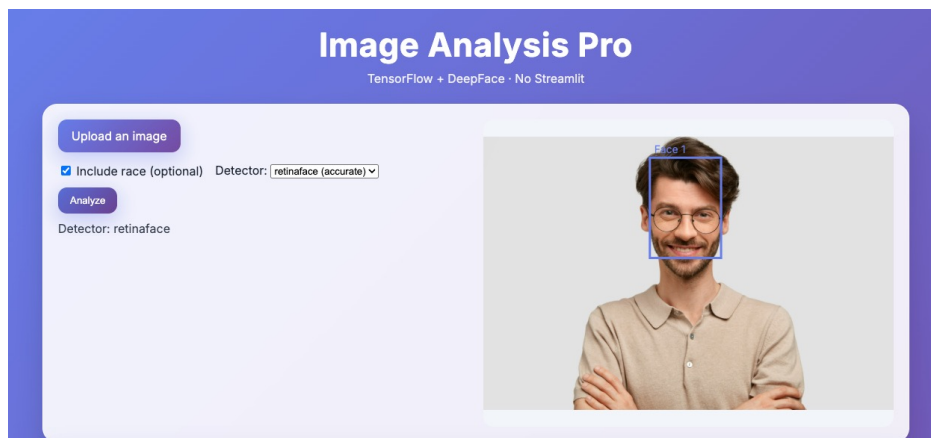 Image Analysis Pro
TensorFlow + DeepFace · No Streamlit
Upload an image
Include race (optional) Detector: retinaface (accurate)
Analyze
Detector: retinaface
Face 1